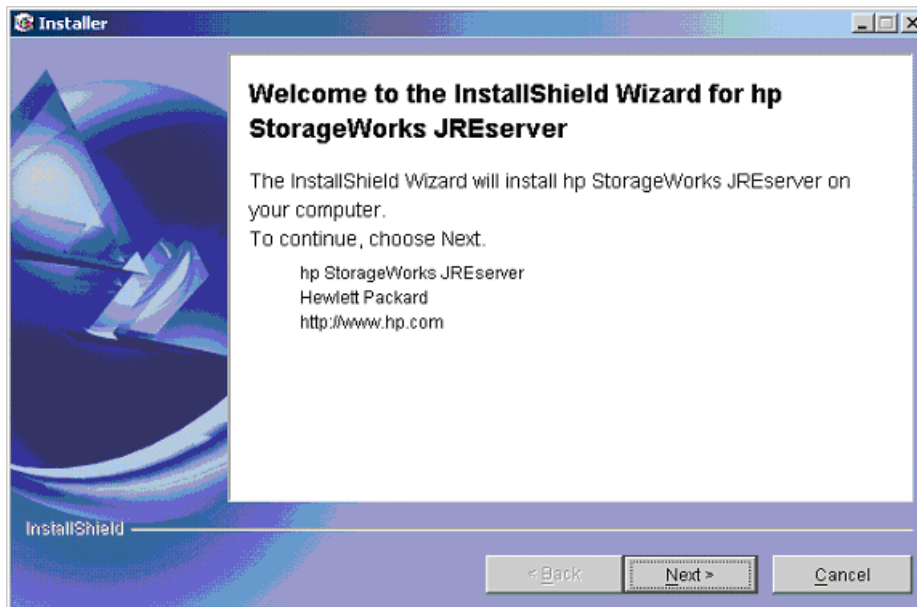 Installer
Welcome to the InstallShield Wizard for hp
StorageWorks JREserver
The InstallShield Wizard will install hp StorageWorks JREserver on
your computer.
To continue, choose Next.
hp StorageWorks JREserver
Hewlett Packard
http://www.hp.com
InstallShield
< Back Next > Cancel